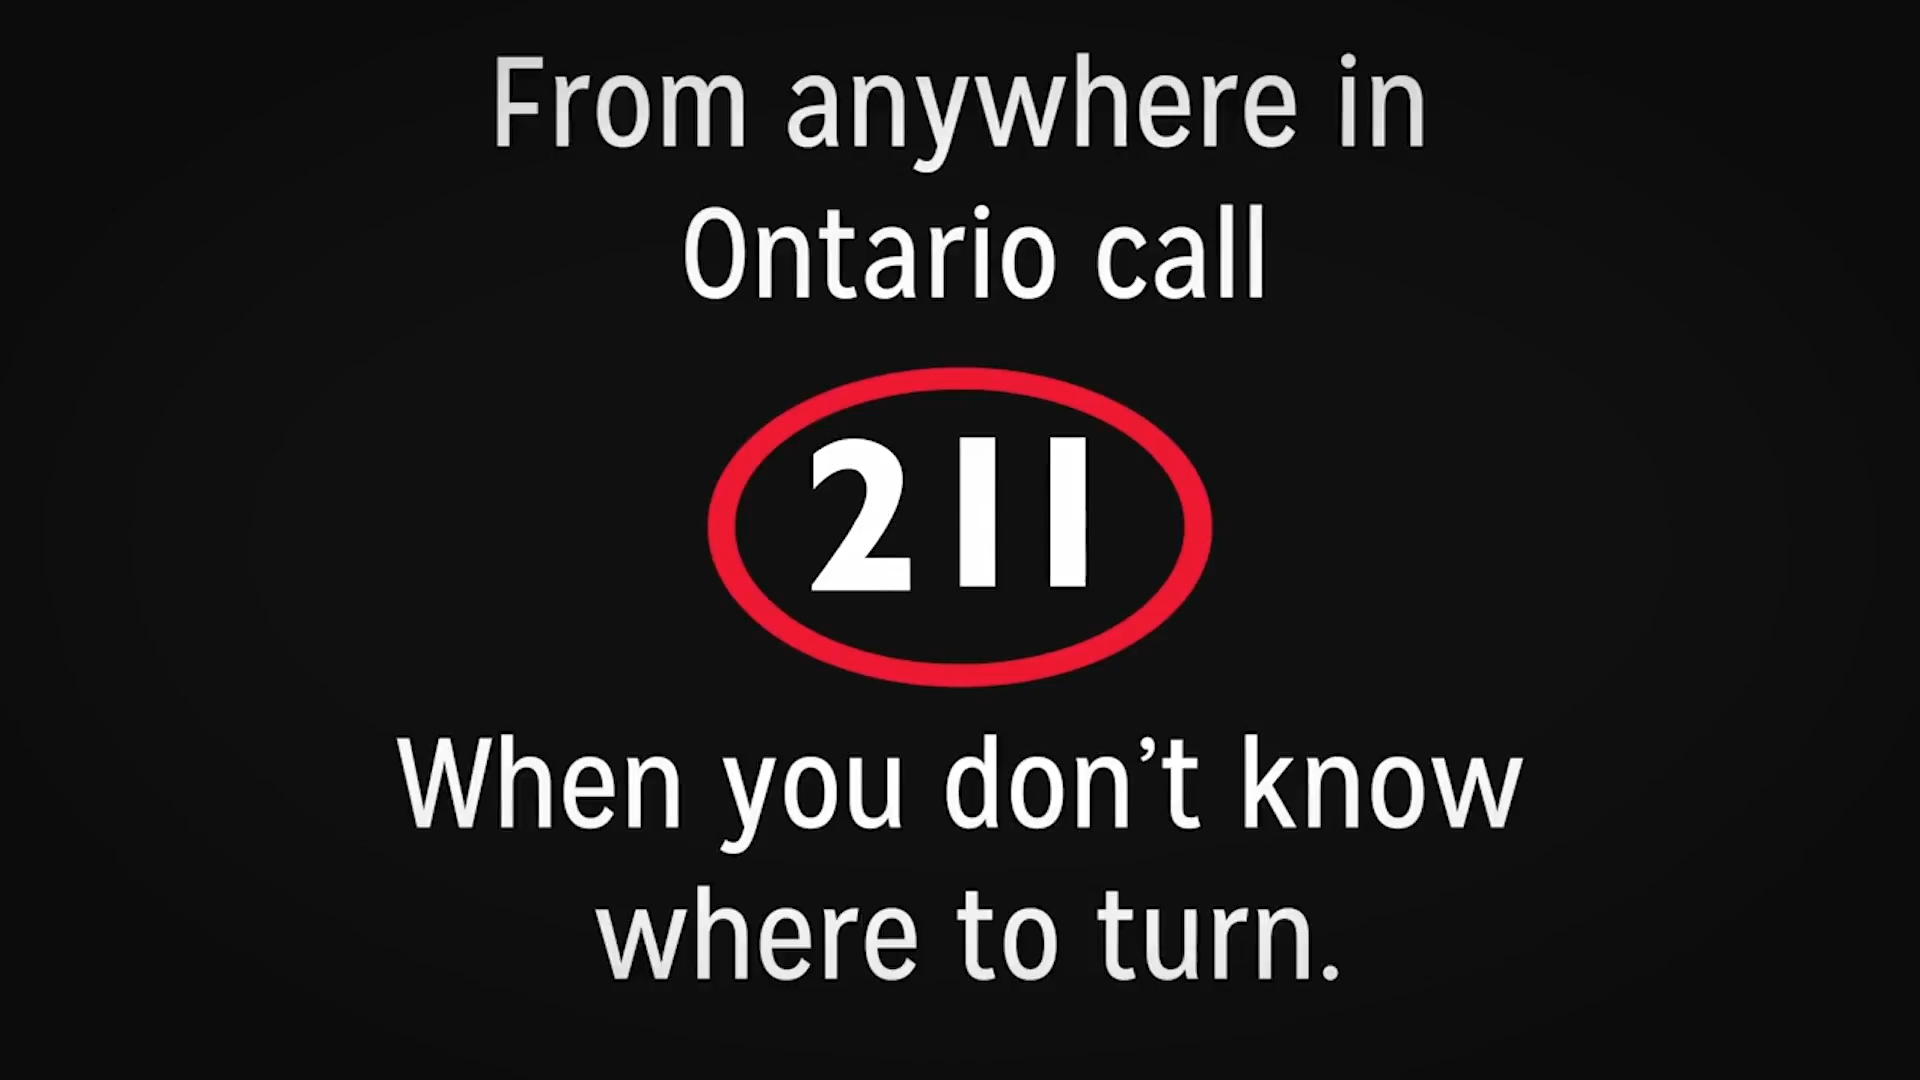 From anywhere in
Ontario call
211
When you don’t know
where to turn.